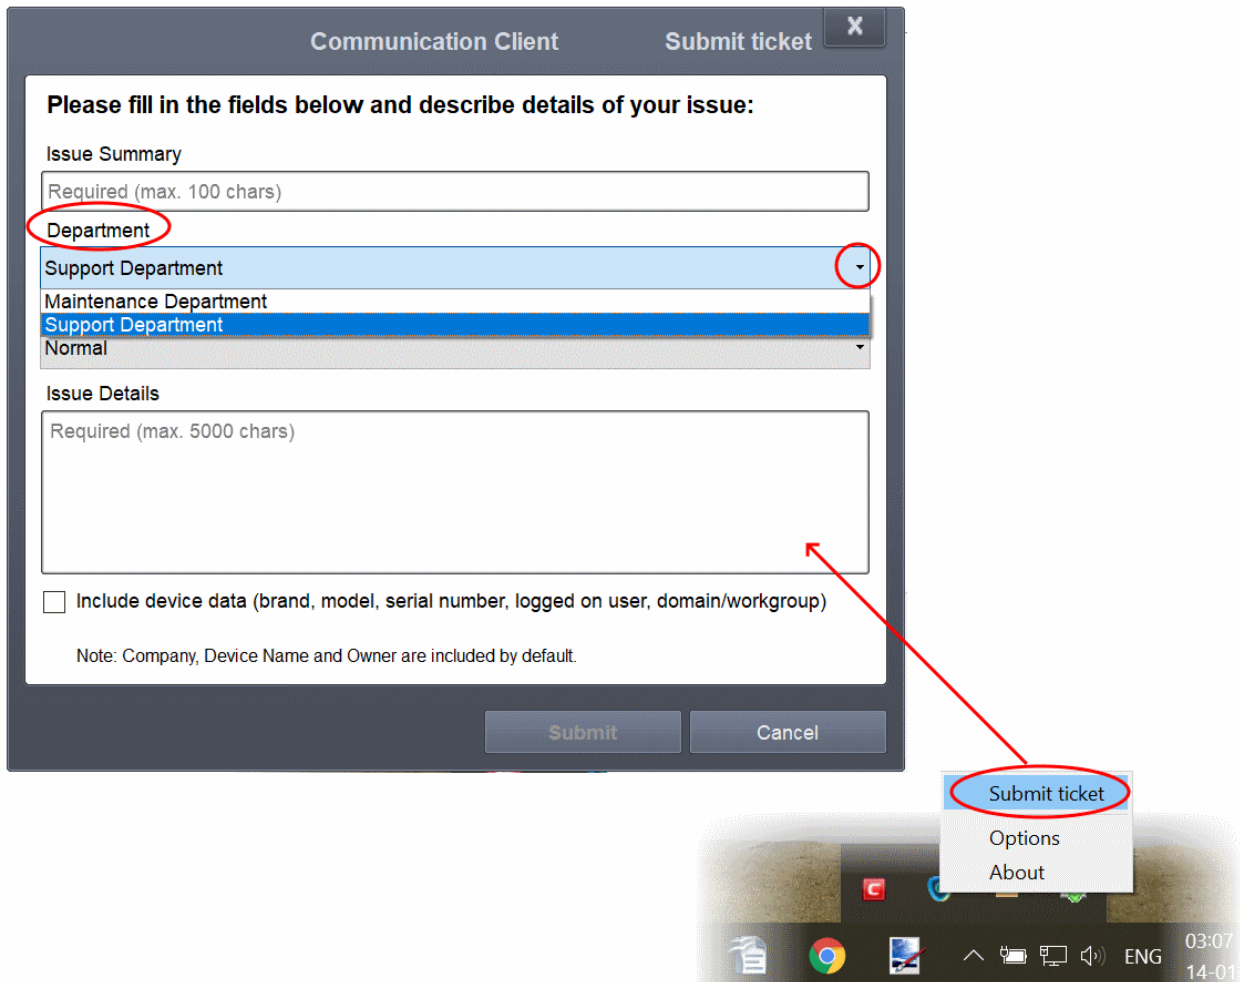 Communication Client
Submit ticket
X
Please fill in the fields below and describe details of your issue:
Issue Summary
Required (max. 100 chars)
Department
Support Department
Maintenance Department
Support Department
Normal
Issue Details
Required (max. 5000 chars)
Include device data (brand, model, serial number, logged on user, domain/workgroup)
Note: Company, Device Name and Owner are included by default.
Submit
Cancel
Submit ticket
Options
About
C
03:07
ENG
14-01